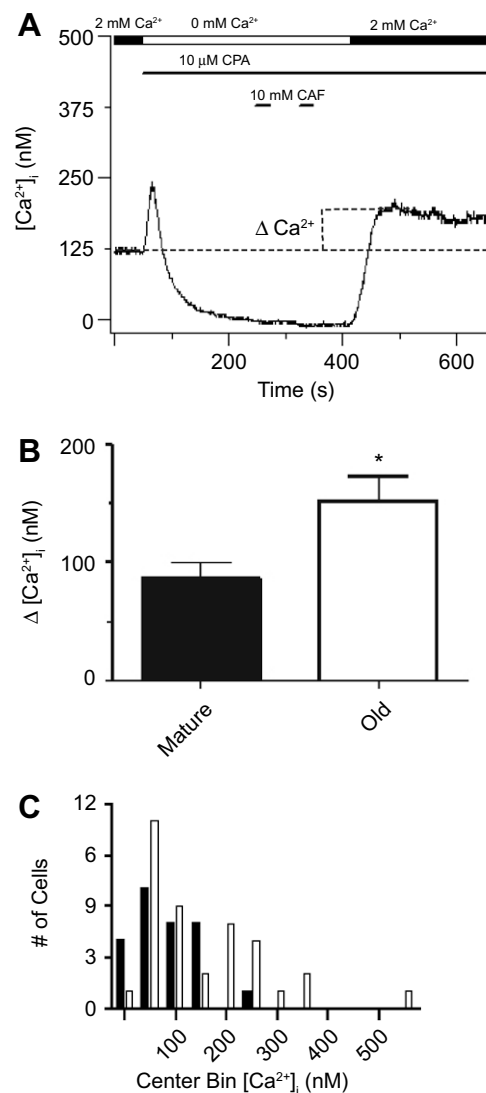 A
2 mM Ca²⁺ 0 mM Ca²⁺ 2 mM Ca²⁺
10 µM CPA
10 mM CAF
500
375
250
125
0
[Ca²⁺]ᵢ (nM)
Δ Ca²⁺
200 400 600
Time (s)
B
200
100
0
Δ [Ca²⁺]ᵢ (nM)
*
Mature Old
C
12
6
9
3
0
# of Cells
100 200 300 400 500
Center Bin [Ca²⁺]ᵢ (nM)